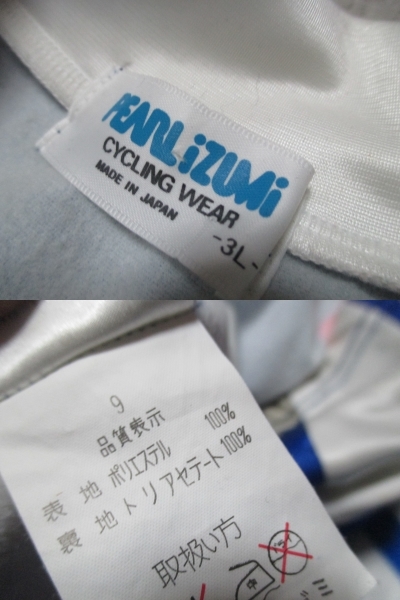 PEARL iZUMi
CYCLING WEAR
MADE IN JAPAN
-3L-
9
品質表示
表地 ポリエステル 100%
裏地 トリアセテート 100%
取扱い方
中